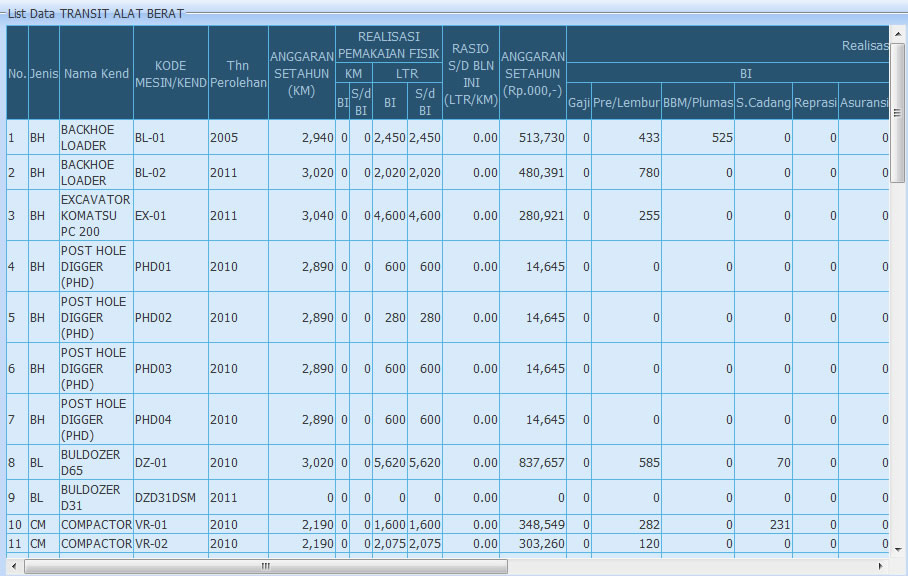 List Data TRANSIT ALAT BERAT
No. Jenis Nama Kend KODE MESIN/KEND Thn Perolehan ANGGARAN SETAHUN (KM) REALISASI PEMAKAIAN FISIK RASIO S/D BLN INI (LTR/KM) ANGGARAN SETAHUN (Rp.000,-) Realisas
KM LTR BI
BI S/d BI BI S/d BI Gaji Pre/Lembur BBM/Plumas S.Cadang Reprasi Asuransi
1 BH BACKHOE LOADER BL-01 2005 2,940 0 0 2,450 2,450 0.00 513,730 0 433 525 0 0 0
2 BH BACKHOE LOADER BL-02 2011 3,020 0 0 2,020 2,020 0.00 480,391 0 780 0 0 0 0
3 BH EXCAVATOR KOMATSU PC 200 EX-01 2011 3,040 0 0 4,600 4,600 0.00 280,921 0 255 0 0 0 0
4 BH POST HOLE DIGGER (PHD) PHD01 2010 2,890 0 0 600 600 0.00 14,645 0 0 0 0 0 0
5 BH POST HOLE DIGGER (PHD) PHD02 2010 2,890 0 0 280 280 0.00 14,645 0 0 0 0 0 0
6 BH POST HOLE DIGGER (PHD) PHD03 2010 2,890 0 0 600 600 0.00 14,645 0 0 0 0 0 0
7 BH POST HOLE DIGGER (PHD) PHD04 2010 2,890 0 0 600 600 0.00 14,645 0 0 0 0 0 0
8 BL BULDOZER D65 DZ-01 2010 3,020 0 0 5,620 5,620 0.00 837,657 0 585 0 70 0 0
9 BL BULDOZER D31 DZD31DSM 2011 0 0 0 0 0 0.00 0 0 0 0 0 0 0
10 CM COMPACTOR VR-01 2010 2,190 0 0 1,600 1,600 0.00 348,549 0 282 0 231 0 0
11 CM COMPACTOR VR-02 2010 2,190 0 0 2,075 2,075 0.00 303,260 0 120 0 0 0 0